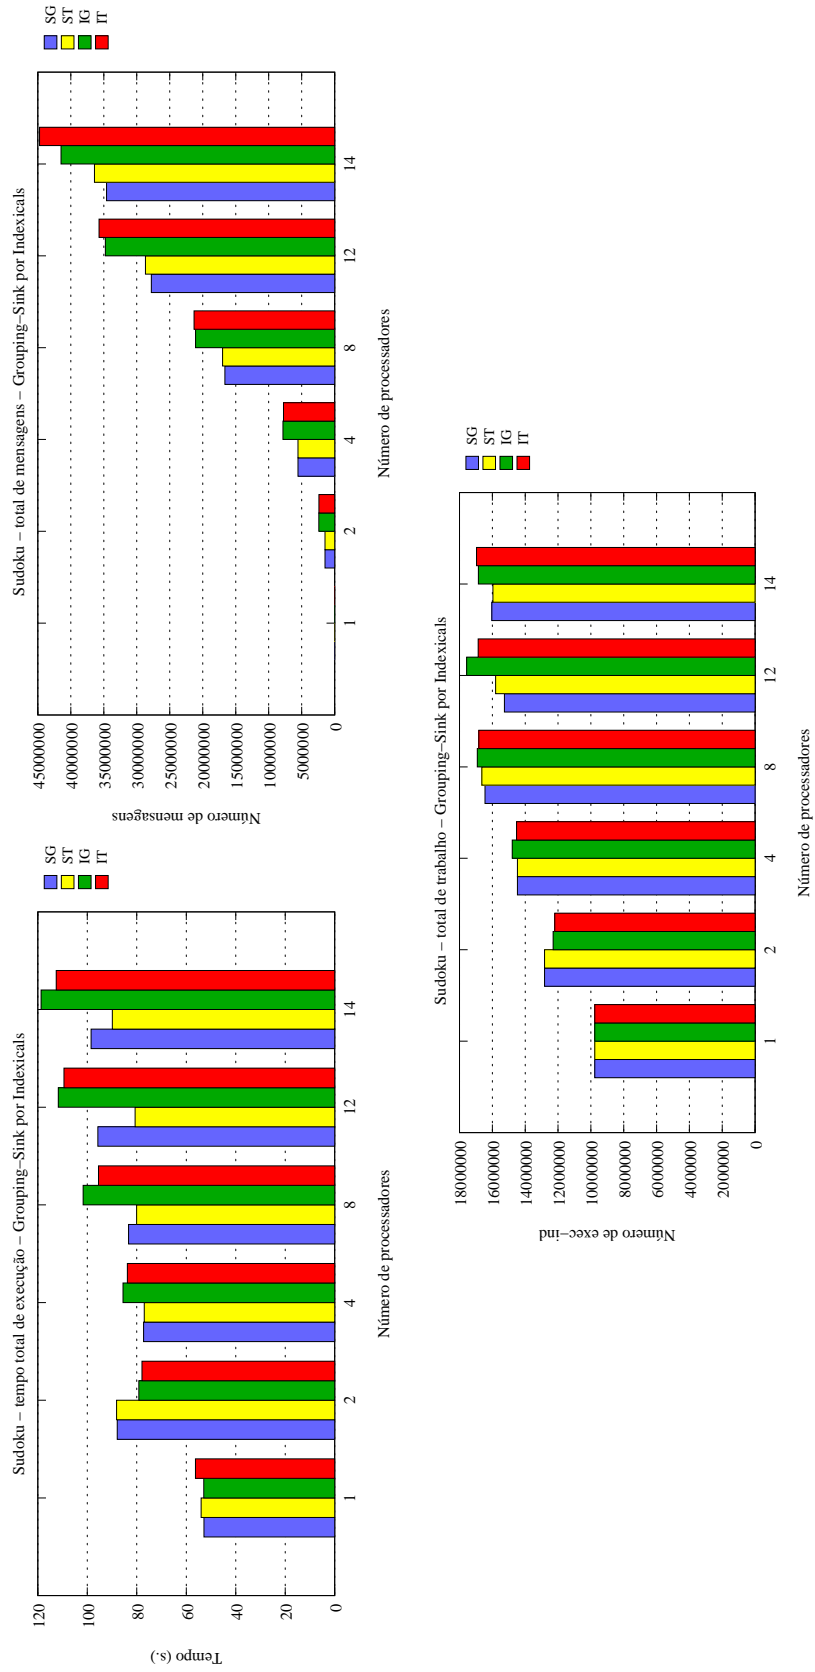 Sudoku − tempo total de execução − Grouping−Sink por Indexicals
Tempo (s.)
120
100
80
60
40
20
0
1
2
4
8
12
14
Número de processadores
SG
ST
IG
IT
Sudoku − total de mensagens − Grouping−Sink por Indexicals
Número de mensagens
45000000
40000000
35000000
30000000
25000000
20000000
15000000
10000000
5000000
0
1
2
4
8
12
14
Número de processadores
SG
ST
IG
IT
Sudoku − total de trabalho − Grouping−Sink por Indexicals
Número de exec−ind
18000000
16000000
14000000
12000000
10000000
8000000
6000000
4000000
2000000
0
1
2
4
8
12
14
Número de processadores
SG
ST
IG
IT